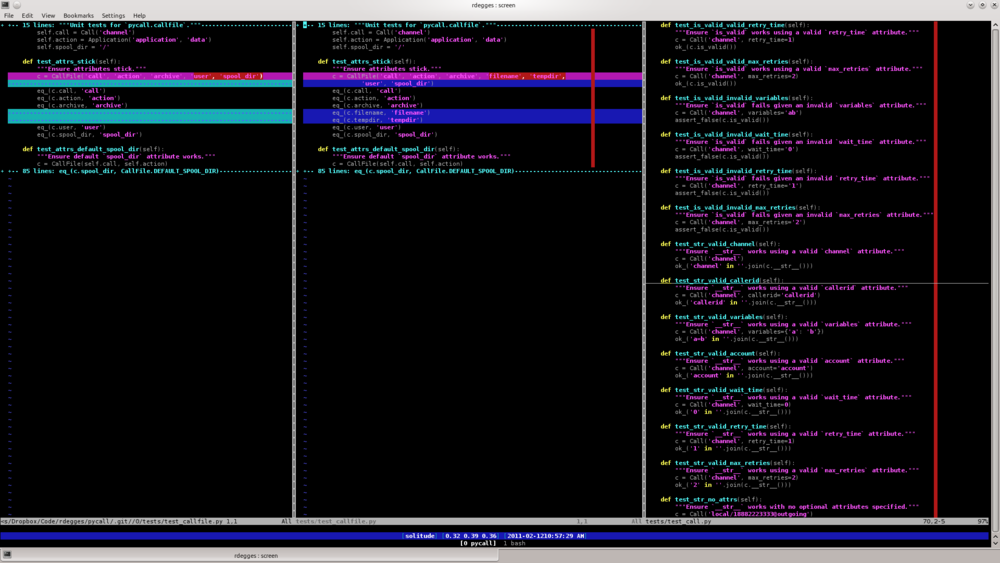 rdegges : screen
File Edit View Bookmarks Settings Help
+ +-- 15 lines: """Unit tests for `pycall.callfile`."""
self.call = Call('channel')
self.action = Application('application', 'data')
self.spool_dir = '/'
def test_attrs_stick(self):
"""Ensure attributes stick."""
c = CallFile('call', 'action', 'archive', 'user', 'spool_dir')
eq_(c.call, 'call')
eq_(c.action, 'action')
eq_(c.archive, 'archive')
eq_(c.user, 'user')
eq_(c.spool_dir, 'spool_dir')
def test_attrs_default_spool_dir(self):
"""Ensure default `spool_dir` attribute works."""
c = CallFile(self.call, self.action)
+ +-- 85 lines: eq_(c.spool_dir, CallFile.DEFAULT_SPOOL_DIR)
<s/Dropbox/Code/rdegges/pycall/.git//0/tests/test_callfile.py 1,1 All
+ +-- 15 lines: """Unit tests for `pycall.callfile`."""
self.call = Call('channel')
self.action = Application('application', 'data')
self.spool_dir = '/'
def test_attrs_stick(self):
"""Ensure attributes stick."""
c = CallFile('call', 'action', 'archive', 'filename', 'tempdir',
'user', 'spool_dir')
eq_(c.call, 'call')
eq_(c.action, 'action')
eq_(c.archive, 'archive')
eq_(c.filename, 'filename')
eq_(c.tempdir, 'tempdir')
eq_(c.user, 'user')
eq_(c.spool_dir, 'spool_dir')
def test_attrs_default_spool_dir(self):
"""Ensure default `spool_dir` attribute works."""
c = CallFile(self.call, self.action)
+ +-- 85 lines: eq_(c.spool_dir, CallFile.DEFAULT_SPOOL_DIR)
tests/test_callfile.py 1,1 All
def test_is_valid_valid_retry_time(self):
"""Ensure `is_valid` works using a valid `retry_time` attribute."""
c = Call('channel', retry_time=1)
ok_(c.is_valid())
def test_is_valid_valid_max_retries(self):
"""Ensure `is_valid` works using a valid `max_retries` attribute."""
c = Call('channel', max_retries=2)
ok_(c.is_valid())
def test_is_valid_invalid_variables(self):
"""Ensure `is_valid` fails given an invalid `variables` attribute."""
c = Call('channel', variables='ab')
assert_false(c.is_valid())
def test_is_valid_invalid_wait_time(self):
"""Ensure `is_valid` fails given an invalid `wait_time` attribute."""
c = Call('channel', wait_time='0')
assert_false(c.is_valid())
def test_is_valid_invalid_retry_time(self):
"""Ensure `is_valid` fails given an invalid `retry_time` attribute."""
c = Call('channel', retry_time='1')
assert_false(c.is_valid())
def test_is_valid_invalid_max_retries(self):
"""Ensure `is_valid` fails given an invalid `max_retries` attribute."""
c = Call('channel', max_retries='2')
assert_false(c.is_valid())
def test_str_valid_channel(self):
"""Ensure `__str__` works using a valid `channel` attribute."""
c = Call('channel')
ok_('channel' in ''.join(c.__str__()))
def test_str_valid_callerid(self):
"""Ensure `__str__` works using a valid `callerid` attribute."""
c = Call('channel', callerid='callerid')
ok_('callerid' in ''.join(c.__str__()))
def test_str_valid_variables(self):
"""Ensure `__str__` works using a valid `variables` attribute."""
c = Call('channel', variables={'a': 'b'})
ok_('a=b' in ''.join(c.__str__()))
def test_str_valid_account(self):
"""Ensure `__str__` works using a valid `account` attribute."""
c = Call('channel', account='account')
ok_('account' in ''.join(c.__str__()))
def test_str_valid_wait_time(self):
"""Ensure `__str__` works using a valid `wait_time` attribute."""
c = Call('channel', wait_time=0)
ok_('0' in ''.join(c.__str__()))
def test_str_valid_retry_time(self):
"""Ensure `__str__` works using a valid `retry_time` attribute."""
c = Call('channel', retry_time=1)
ok_('1' in ''.join(c.__str__()))
def test_str_valid_max_retries(self):
"""Ensure `__str__` works using a valid `max_retries` attribute."""
c = Call('channel', max_retries=2)
ok_('2' in ''.join(c.__str__()))
def test_str_no_attrs(self):
"""Ensure `__str__` works with no optional attributes specified."""
c = Call('local/18882223333@outgoing')
tests/test_call.py 70,2-5 97%
[solitude] [0.32 0.39 0.36] [2011-02-12|10:57:29 AM]
[0 pycall] 1 bash
rdegges : screen